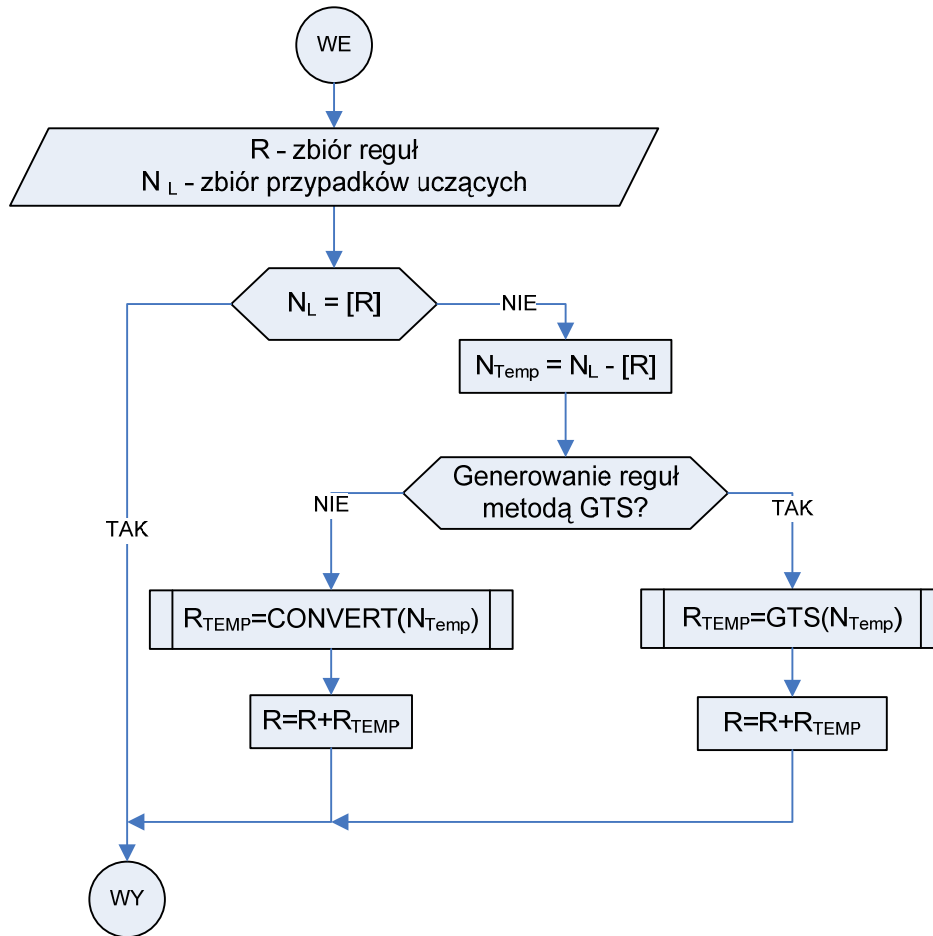 WE
R - zbiór reguł
N L - zbiór przypadków uczących
NL = [R]
NIE
NTemp = NL - [R]
Generowanie reguł
metodą GTS?
NIE
TAK
TAK
RTEMP=CONVERT(NTemp)
RTEMP=GTS(NTemp)
R=R+RTEMP
R=R+RTEMP
WY